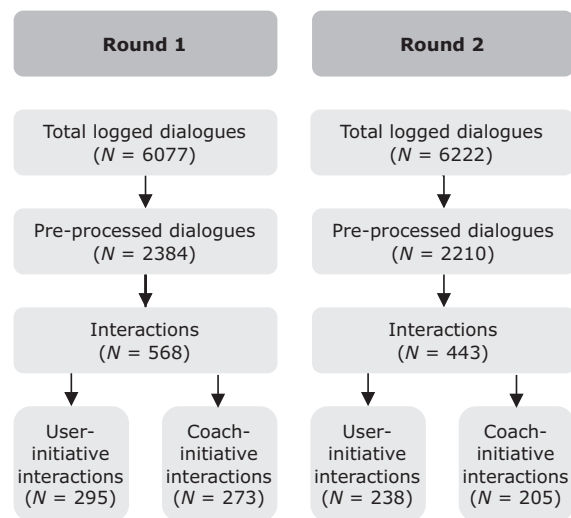 Round 1
Total logged dialogues
(N = 6077)
Pre-processed dialogues
(N = 2384)
Interactions
(N = 568)
User-
initiative
interactions
(N = 295)
Coach-
initiative
interactions
(N = 273)
Round 2
Total logged dialogues
(N = 6222)
Pre-processed dialogues
(N = 2210)
Interactions
(N = 443)
User-
initiative
interactions
(N = 238)
Coach-
initiative
interactions
(N = 205)